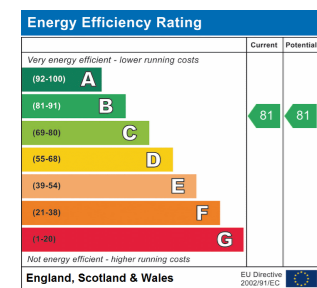 Energy Efficiency Rating
Current Potential
Very energy efficient - lower running costs
(92-100) A
(81-91) B
81 81
(69-80) C
(55-68) D
(39-54) E
(21-38) F
(1-20) G
Not energy efficient - higher running costs
England, Scotland & Wales
EU Directive
2002/91/EC